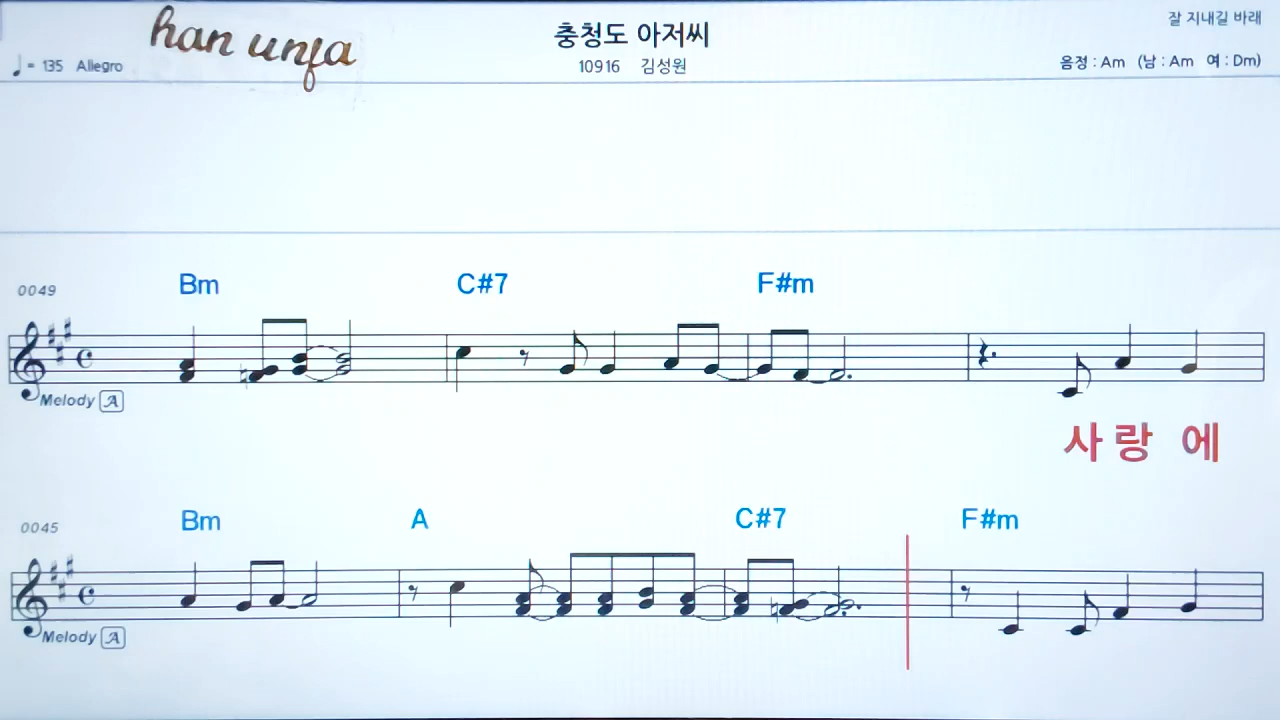 han unfa
충청도 아저씨
잘 지내길 바래
♩= 135 Allegro
10916 김성원
음정 : Am (남 : Am 여 : Dm)
0049
Bm C#7 F#m
Melody A
사랑 에
0045
Bm A C#7 F#m
Melody A